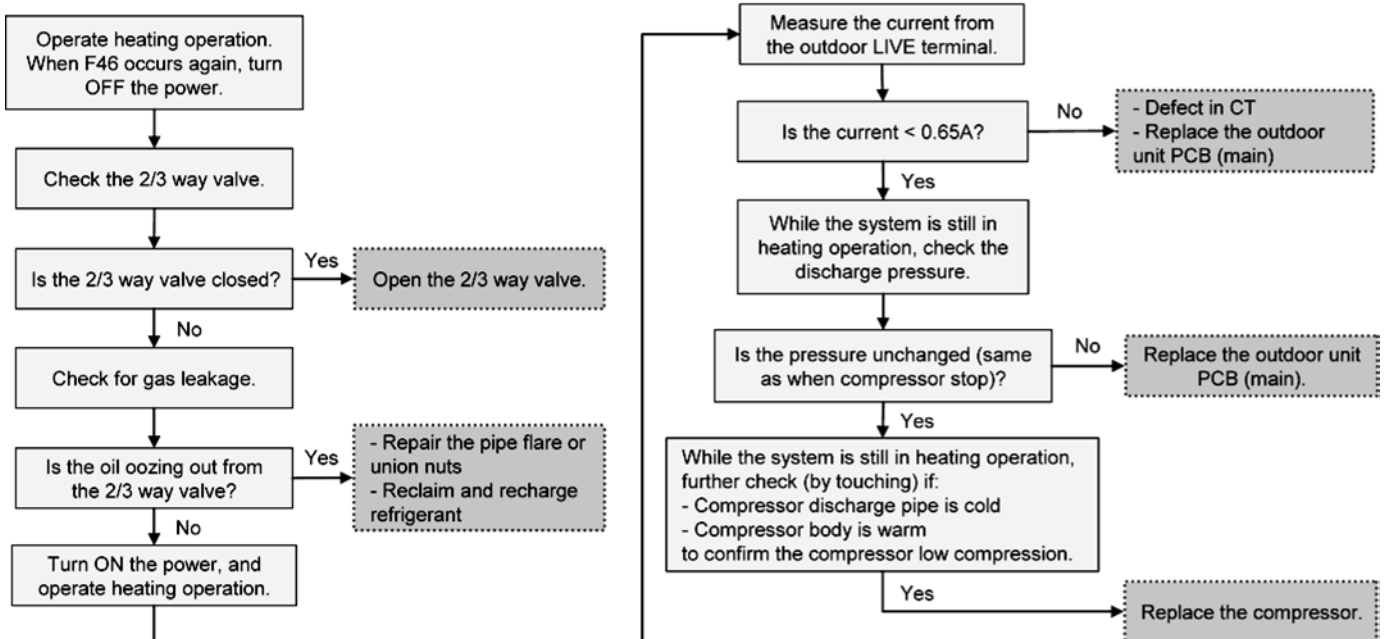 Operate heating operation.
When F46 occurs again, turn
OFF the power.
Check the 2/3 way valve.
Is the 2/3 way valve closed?
Yes
Open the 2/3 way valve.
No
Check for gas leakage.
Is the oil oozing out from
the 2/3 way valve?
Yes
- Repair the pipe flare or
union nuts
- Reclaim and recharge
refrigerant
No
Turn ON the power, and
operate heating operation.
Measure the current from
the outdoor LIVE terminal.
Is the current < 0.65A?
No
- Defect in CT
- Replace the outdoor
unit PCB (main)
Yes
While the system is still in
heating operation, check the
discharge pressure.
Is the pressure unchanged (same
as when compressor stop)?
No
Replace the outdoor unit
PCB (main).
Yes
While the system is still in heating operation,
further check (by touching) if:
- Compressor discharge pipe is cold
- Compressor body is warm
to confirm the compressor low compression.
Yes
Replace the compressor.